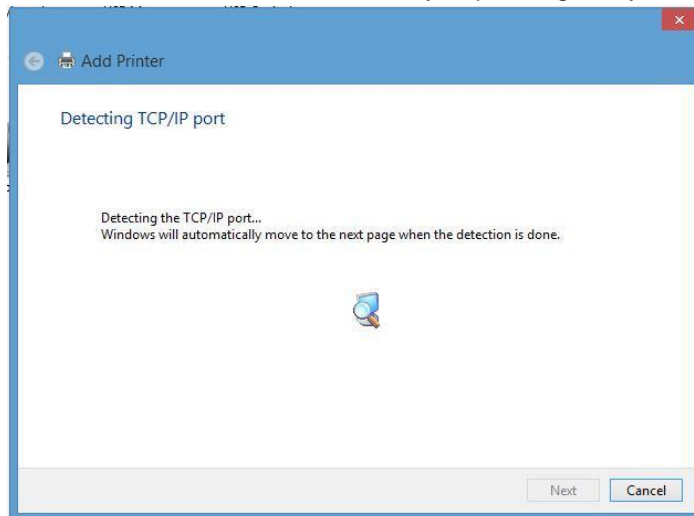 Add Printer
Detecting TCP/IP port
Detecting the TCP/IP port...
Windows will automatically move to the next page when the detection is done.
Next
Cancel